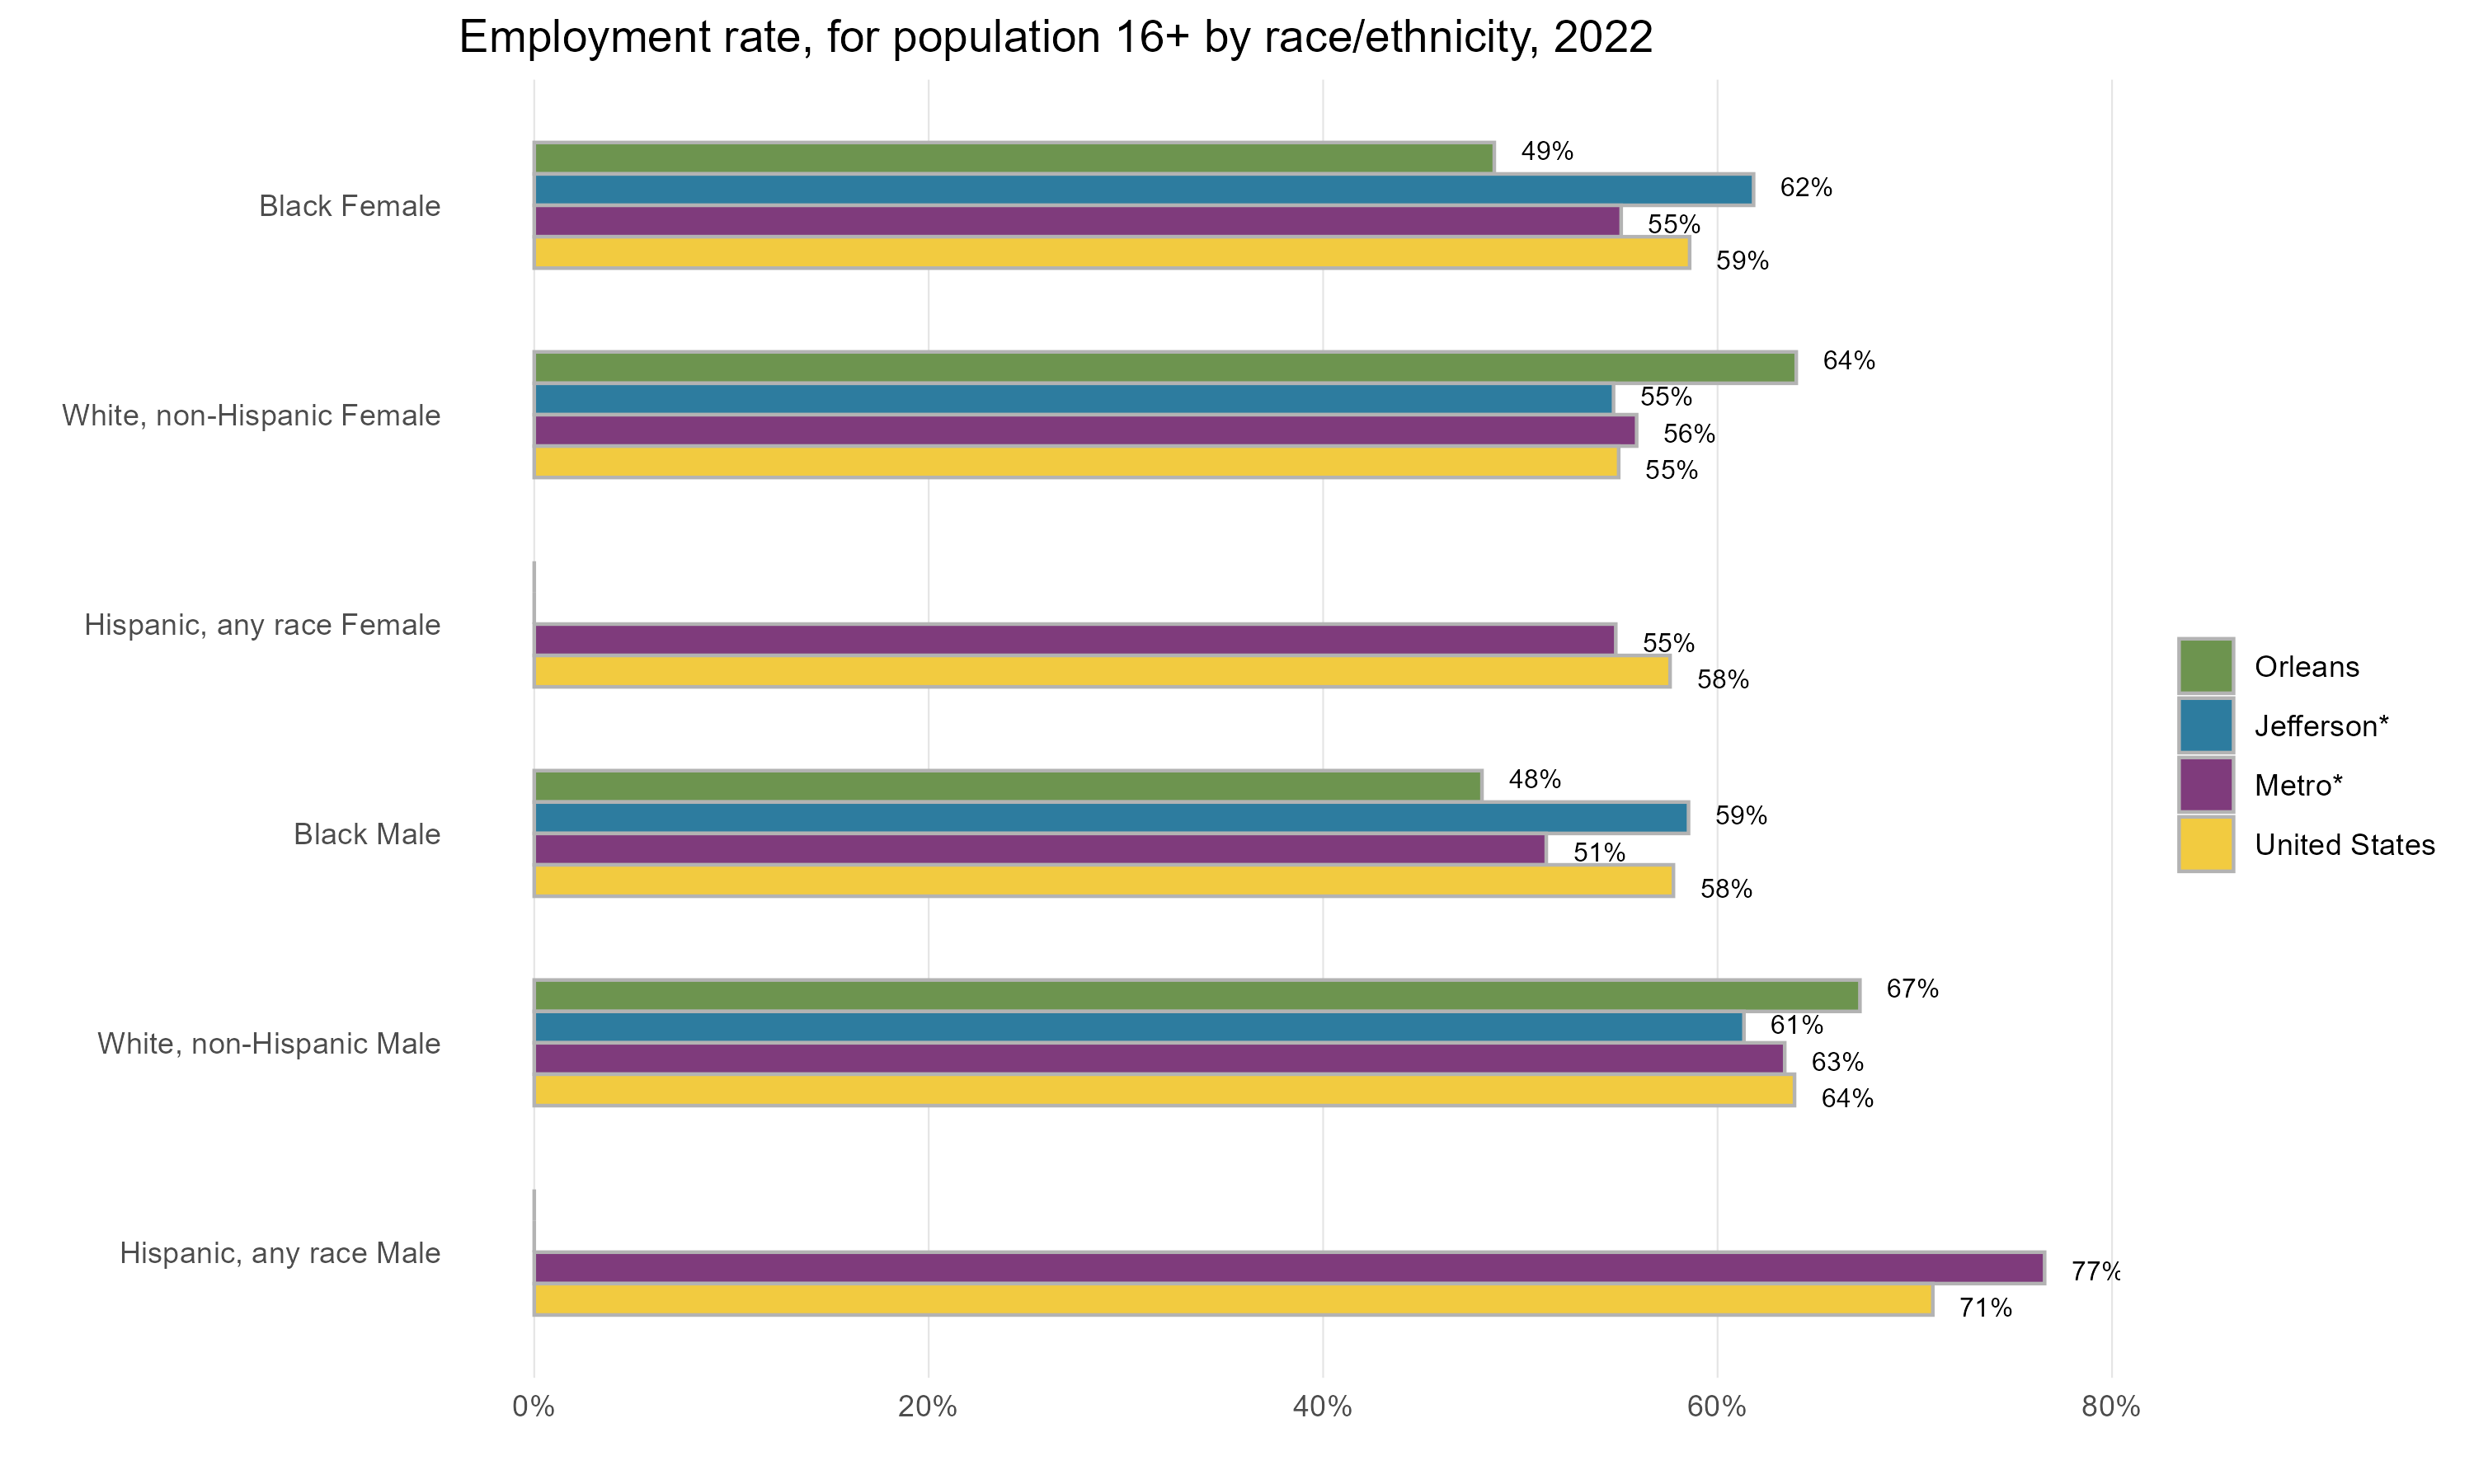 Employment rate, for population 16+ by race/ethnicity, 2022
Black Female
49%
62%
55%
59%
White, non-Hispanic Female
64%
55%
56%
55%
Hispanic, any race Female
55%
58%
Black Male
48%
59%
51%
58%
White, non-Hispanic Male
67%
61%
63%
64%
Hispanic, any race Male
77%
71%
0% 20% 40% 60% 80%
Orleans
Jefferson*
Metro*
United States